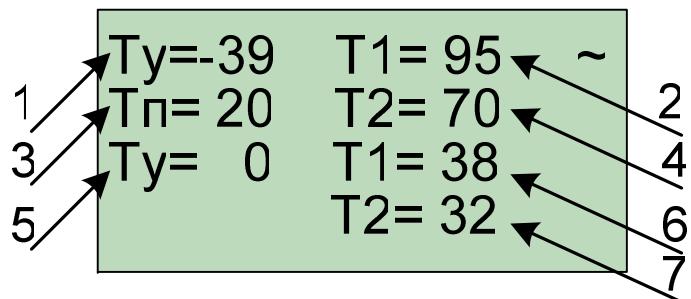 Ту=-39 Т1= 95 ~
1 Тп= 20 Т2= 70 2
3 Ту= 0 Т1= 38 4
5 Т2= 32 6
7